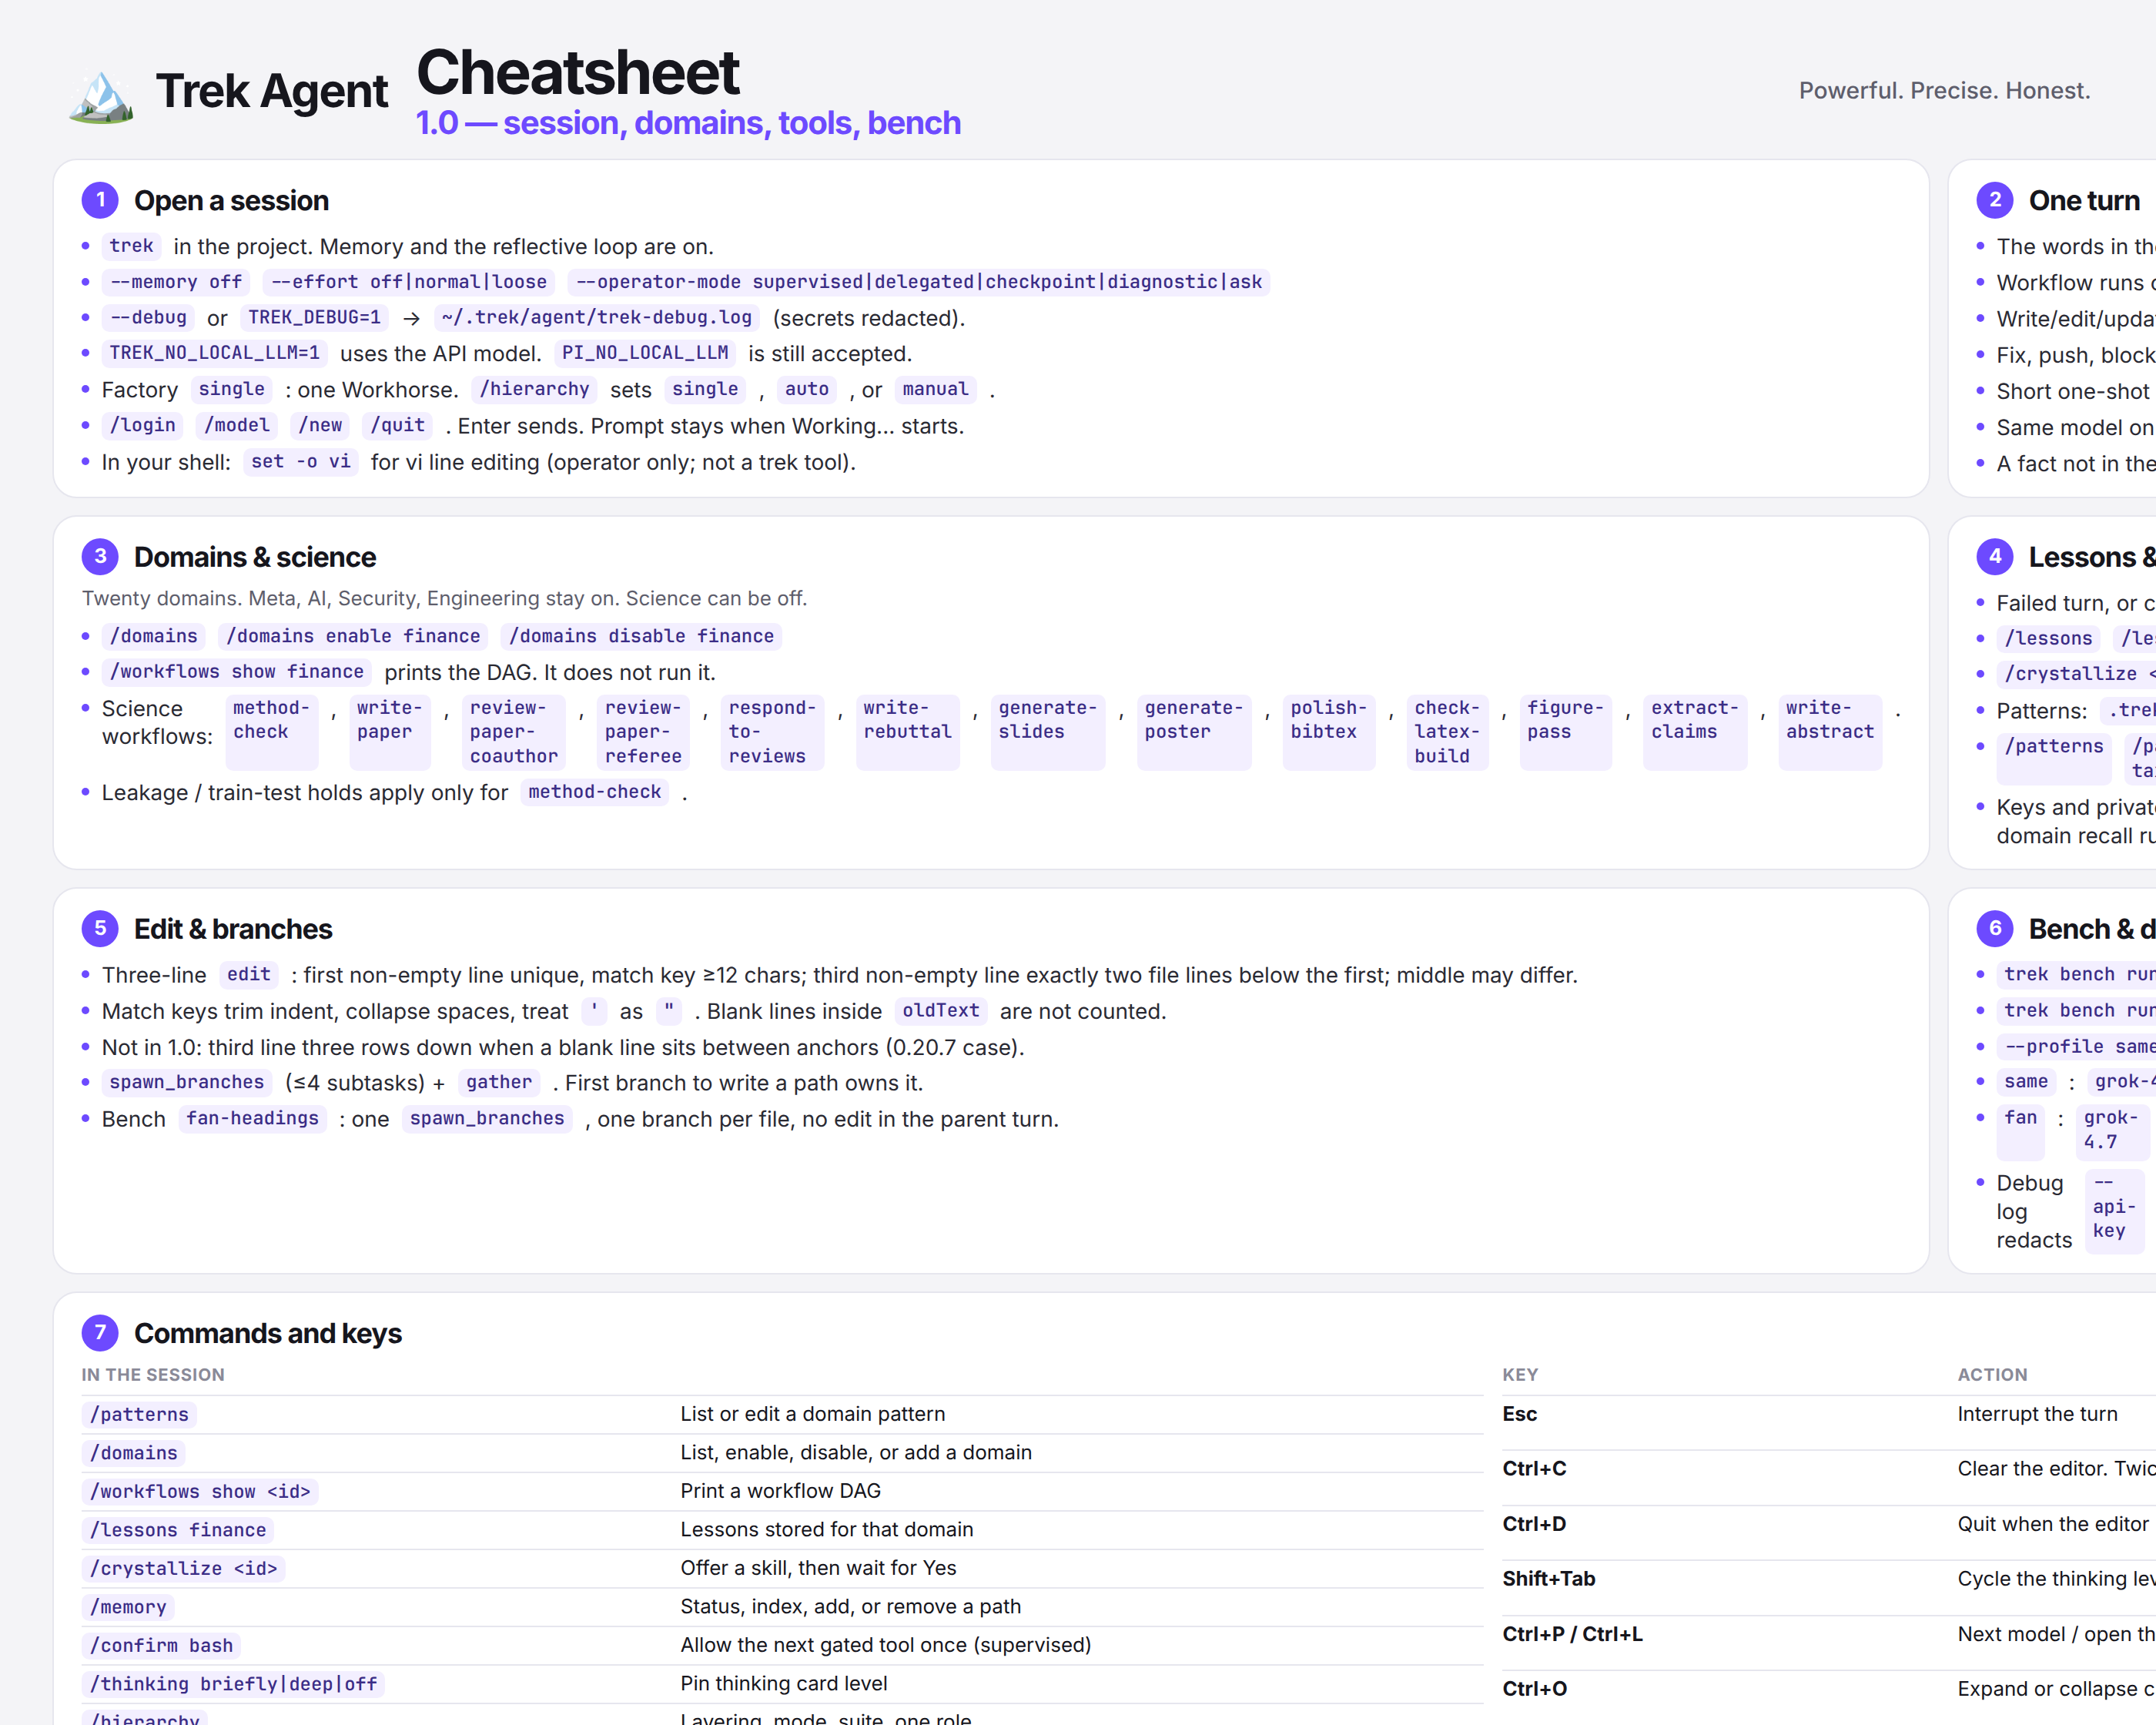 Trek Agent
Cheatsheet
1.0 — session, domains, tools, bench
Powerful. Precise. Honest.
1 Open a session
trek in the project. Memory and the reflective loop are on.
--memory off --effort off|normal|loose --operator-mode supervised|delegated|checkpoint|diagnostic|ask
--debug or TREK_DEBUG=1 → ~/.trek/agent/trek-debug.log (secrets redacted).
TREK_NO_LOCAL_LLM=1 uses the API model. PI_NO_LOCAL_LLM is still accepted.
Factory single : one Workhorse. /hierarchy sets single , auto , or manual .
/login /model /new /quit . Enter sends. Prompt stays when Working... starts.
In your shell: set -o vi for vi line editing (operator only; not a trek tool).
2 One turn
The words in
Workflow runs
Write/edit/
Fix, push, block
Short one-shot
Same model on
A fact not in the
3 Domains & science
Twenty domains. Meta, AI, Security, Engineering stay on. Science can be off.
/domains /domains enable finance /domains disable finance
/workflows show finance prints the DAG. It does not run it.
Science workflows: method-check , write-paper , review-paper-coauthor , review-paper-referee , respond-to-reviews , write-rebuttal , generate-slides , generate-poster , polish-bibtex , check-latex-build , figure-pass , extract-claims , write-abstract .
Leakage / train-test holds apply only for method-check .
4 Lessons &
Failed turn, or
/lessons
/crystallize
Patterns:
/patterns
Keys and
domain recall
5 Edit & branches
Three-line edit : first non-empty line unique, match key ≥12 chars; third non-empty line exactly two file lines below the first; middle may differ.
Match keys trim indent, collapse spaces, treat ' as " . Blank lines inside oldText are not counted.
Not in 1.0: third line three rows down when a blank line sits between anchors (0.20.7 case).
spawn_branches (≤4 subtasks) + gather . First branch to write a path owns it.
Bench fan-headings : one spawn_branches , one branch per file, no edit in the parent turn.
6 Bench &
trek bench run
trek bench run
--profile same
same :
fan : grok-4.7
Debug log redacts --api-key
7 Commands and keys
IN THE SESSION
/patterns List or edit a domain pattern
/domains List, enable, disable, or add a domain
/workflows show <id> Print a workflow DAG
/lessons finance Lessons stored for that domain
/crystallize <id> Offer a skill, then wait for Yes
/memory Status, index, add, or remove a path
/confirm bash Allow the next gated tool once (supervised)
/thinking briefly|deep|off Pin thinking card level
/hierarchy Layering, mode, suite, one role
KEY ACTION
Esc Interrupt the turn
Ctrl+C Clear the editor.
Ctrl+D Quit when the editor
Shift+Tab Cycle the thinking
Ctrl+P / Ctrl+L Next model / open
Ctrl+O Expand or collapse